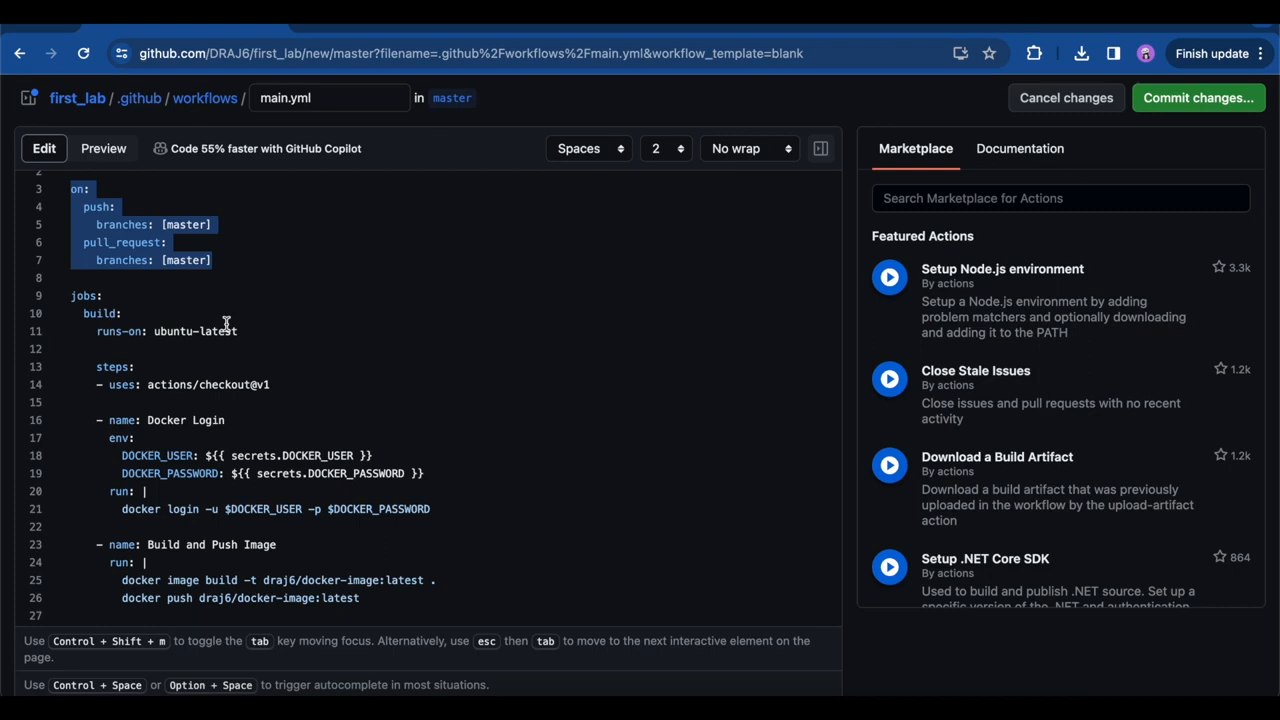 github.com/DRAJ6/first_lab/new/master?filename=.github%2Fworkflows%2Fmain.yml&workflow_template=blank
Finish update
first_lab / .github / workflows / main.yml in master
Cancel changes
Commit changes...
Edit
Preview
Code 55% faster with GitHub Copilot
Spaces
2
No wrap
2
3 on:
4 push:
5 branches: [master]
6 pull_request:
7 branches: [master]
8
9 jobs:
10 build:
11 runs-on: ubuntu-latest
12
13 steps:
14 - uses: actions/checkout@v1
15
16 - name: Docker Login
17 env:
18 DOCKER_USER: ${{ secrets.DOCKER_USER }}
19 DOCKER_PASSWORD: ${{ secrets.DOCKER_PASSWORD }}
20 run: |
21 docker login -u $DOCKER_USER -p $DOCKER_PASSWORD
22
23 - name: Build and Push Image
24 run: |
25 docker image build -t draj6/docker-image:latest .
26 docker push draj6/docker-image:latest
27
Use Control + Shift + m to toggle the tab key moving focus. Alternatively, use esc then tab to move to the next interactive element on the
page.
Use Control + Space or Option + Space to trigger autocomplete in most situations.
Marketplace
Documentation
Search Marketplace for Actions
Featured Actions
Setup Node.js environment
3.3k
By actions
Setup a Node.js environment by adding
problem matchers and optionally downloading
and adding it to the PATH
Close Stale Issues
1.2k
By actions
Close issues and pull requests with no recent
activity
Download a Build Artifact
1.2k
By actions
Download a build artifact that was previously
uploaded in the workflow by the upload-artifact
action
Setup .NET Core SDK
864
By actions
Used to build and publish .NET source. Set up a
specific version of the .NET and authentication